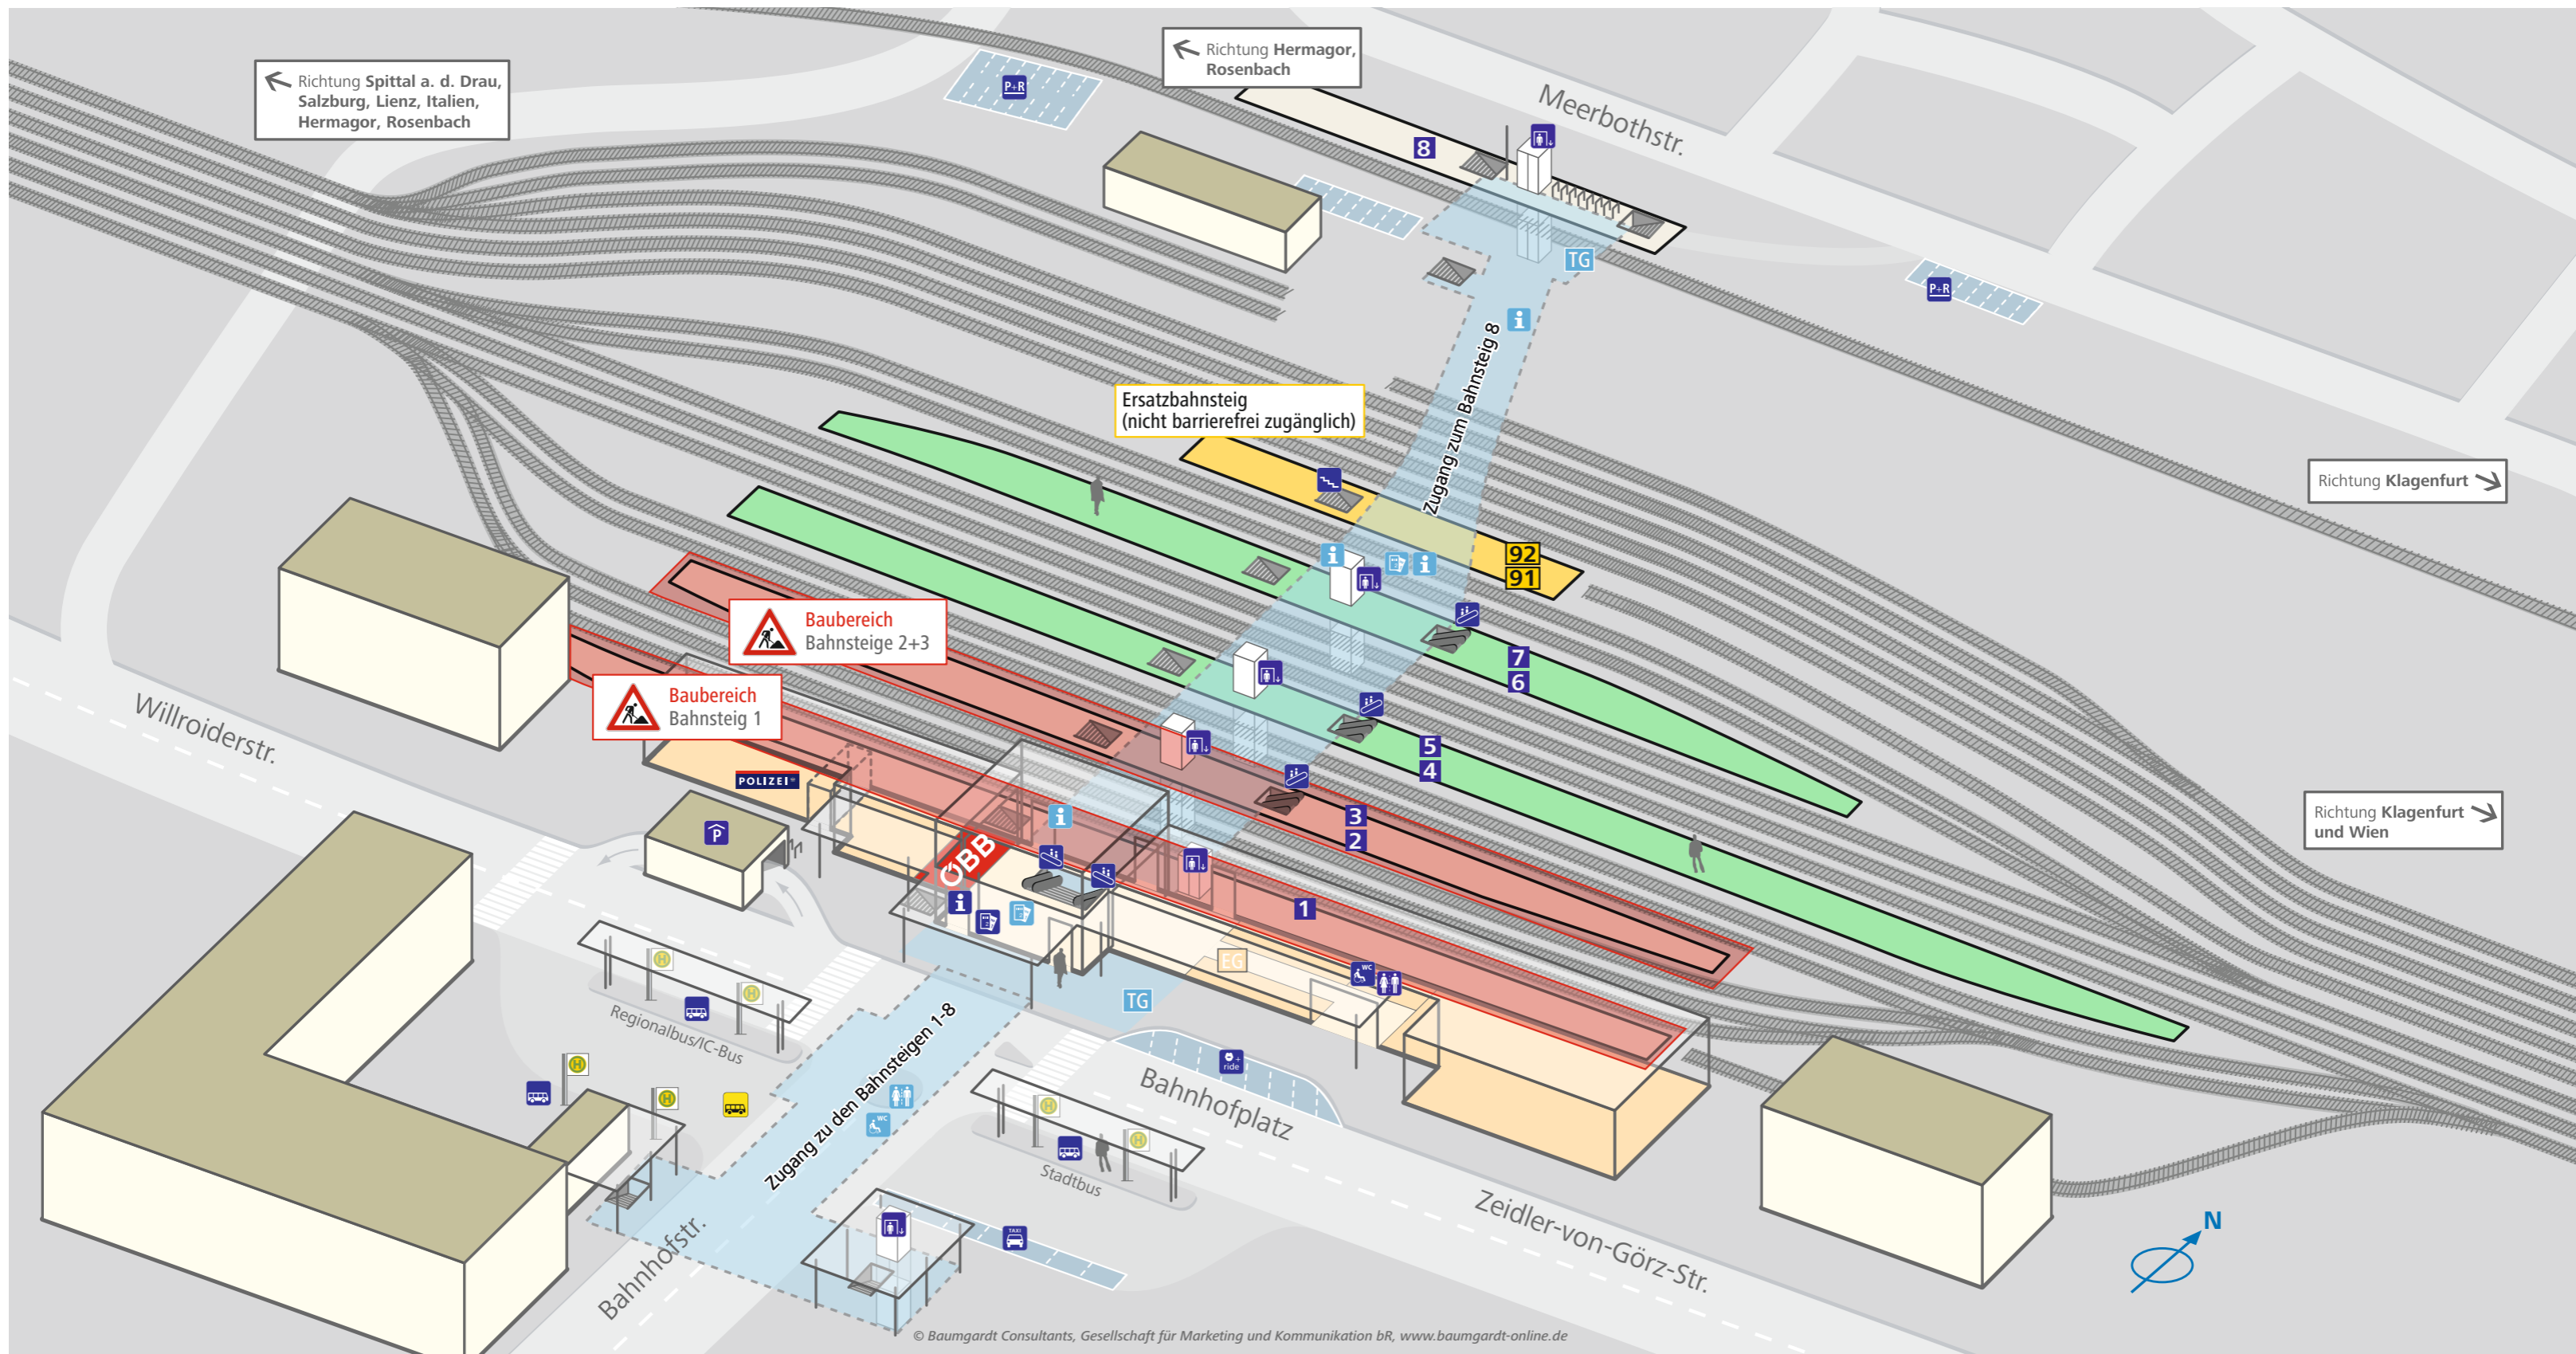 Richtung Spittal a. d. Drau,
Salzburg, Lienz, Italien,
Hermagor, Rosenbach
P+R
Richtung Hermagor,
Rosenbach
Meerbothstr.
8
TG
P+R
Zugang zum Bahnsteig 8
Ersatzbahnsteig
(nicht barrierefrei zugänglich)
Richtung Klagenfurt
92
91
7
6
5
4
3
2
1
Baubereich
Bahnsteige 2+3
Baubereich
Bahnsteig 1
Richtung Klagenfurt
und Wien
Willroiderstr.
POLIZEI
P
ÖBB
EG
WC
TG
H
H
Regionalbus/IC-Bus
H
H
Zugang zu den Bahnsteigen 1-8
WC
+
ride
Bahnhofplatz
H
H
Stadtbus
TAXI
Bahnhofstr.
Zeidler-von-Görz-Str.
N
© Baumgardt Consultants, Gesellschaft für Marketing und Kommunikation bR, www.baumgardt-online.de